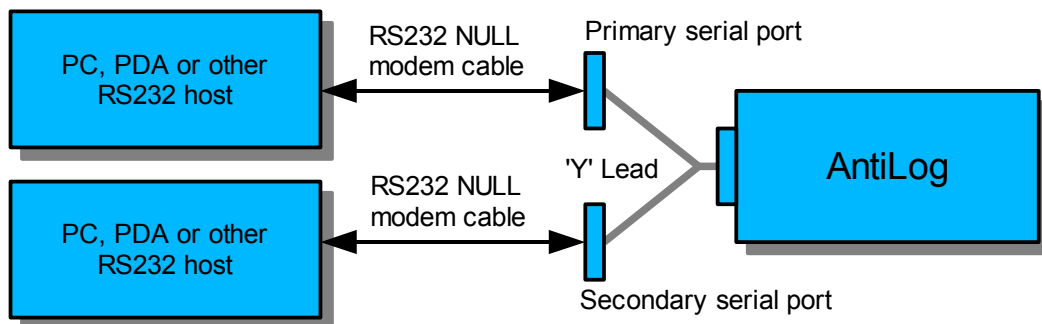 PC, PDA or other
RS232 host
RS232 NULL
modem cable
Primary serial port
'Y' Lead
AntiLog
PC, PDA or other
RS232 host
RS232 NULL
modem cable
Secondary serial port